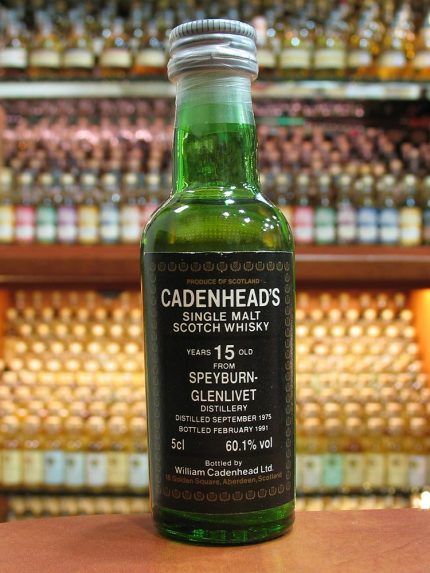 PRODUCE OF SCOTLAND
CADENHEAD'S
SINGLE MALT
SCOTCH WHISKY
YEARS 15 OLD
FROM
SPEYBURN-
GLENLIVET
DISTILLERY
DISTILLED SEPTEMBER 1975
BOTTLED FEBRUARY 1991
5cl 60.1% vol
Bottled by
William Cadenhead Ltd.
18 Golden Square, Aberdeen, Scotland